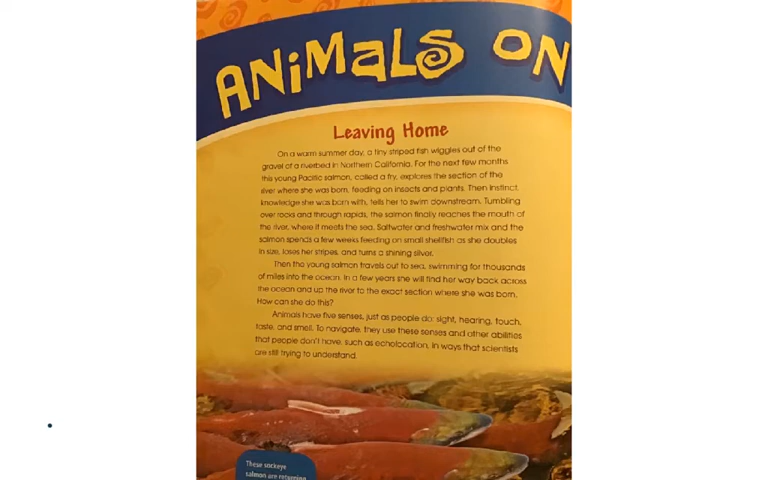 ANiMALS ON
Leaving Home
On a warm summer day, a tiny striped fish wiggles out of the
gravel of a riverbed in Northern California. For the next few months
this young Pacific salmon, called a fry, explores the section of the
river where she was born, feeding on insects and plants. Then instinct,
knowledge she was born with, tells her to swim downstream. Tumbling
over rocks and through rapids, the salmon finally reaches the mouth of
the river, where it meets the sea. Saltwater and freshwater mix and the
salmon spends a few weeks feeding on small shellfish as she doubles
in size, loses her stripes, and turns a shining silver.
Then the young salmon travels out to sea, swimming for thousands
of miles into the ocean. In a few years she will find her way back across
the ocean and up the river to the exact section where she was born.
How can she do this?
Animals have five senses, just as people do: sight, hearing, touch,
taste, and smell. To navigate, they use these senses and other abilities
that people don't have, such as echolocation, in ways that scientists
are still trying to understand.
These sockeye
salmon are returning